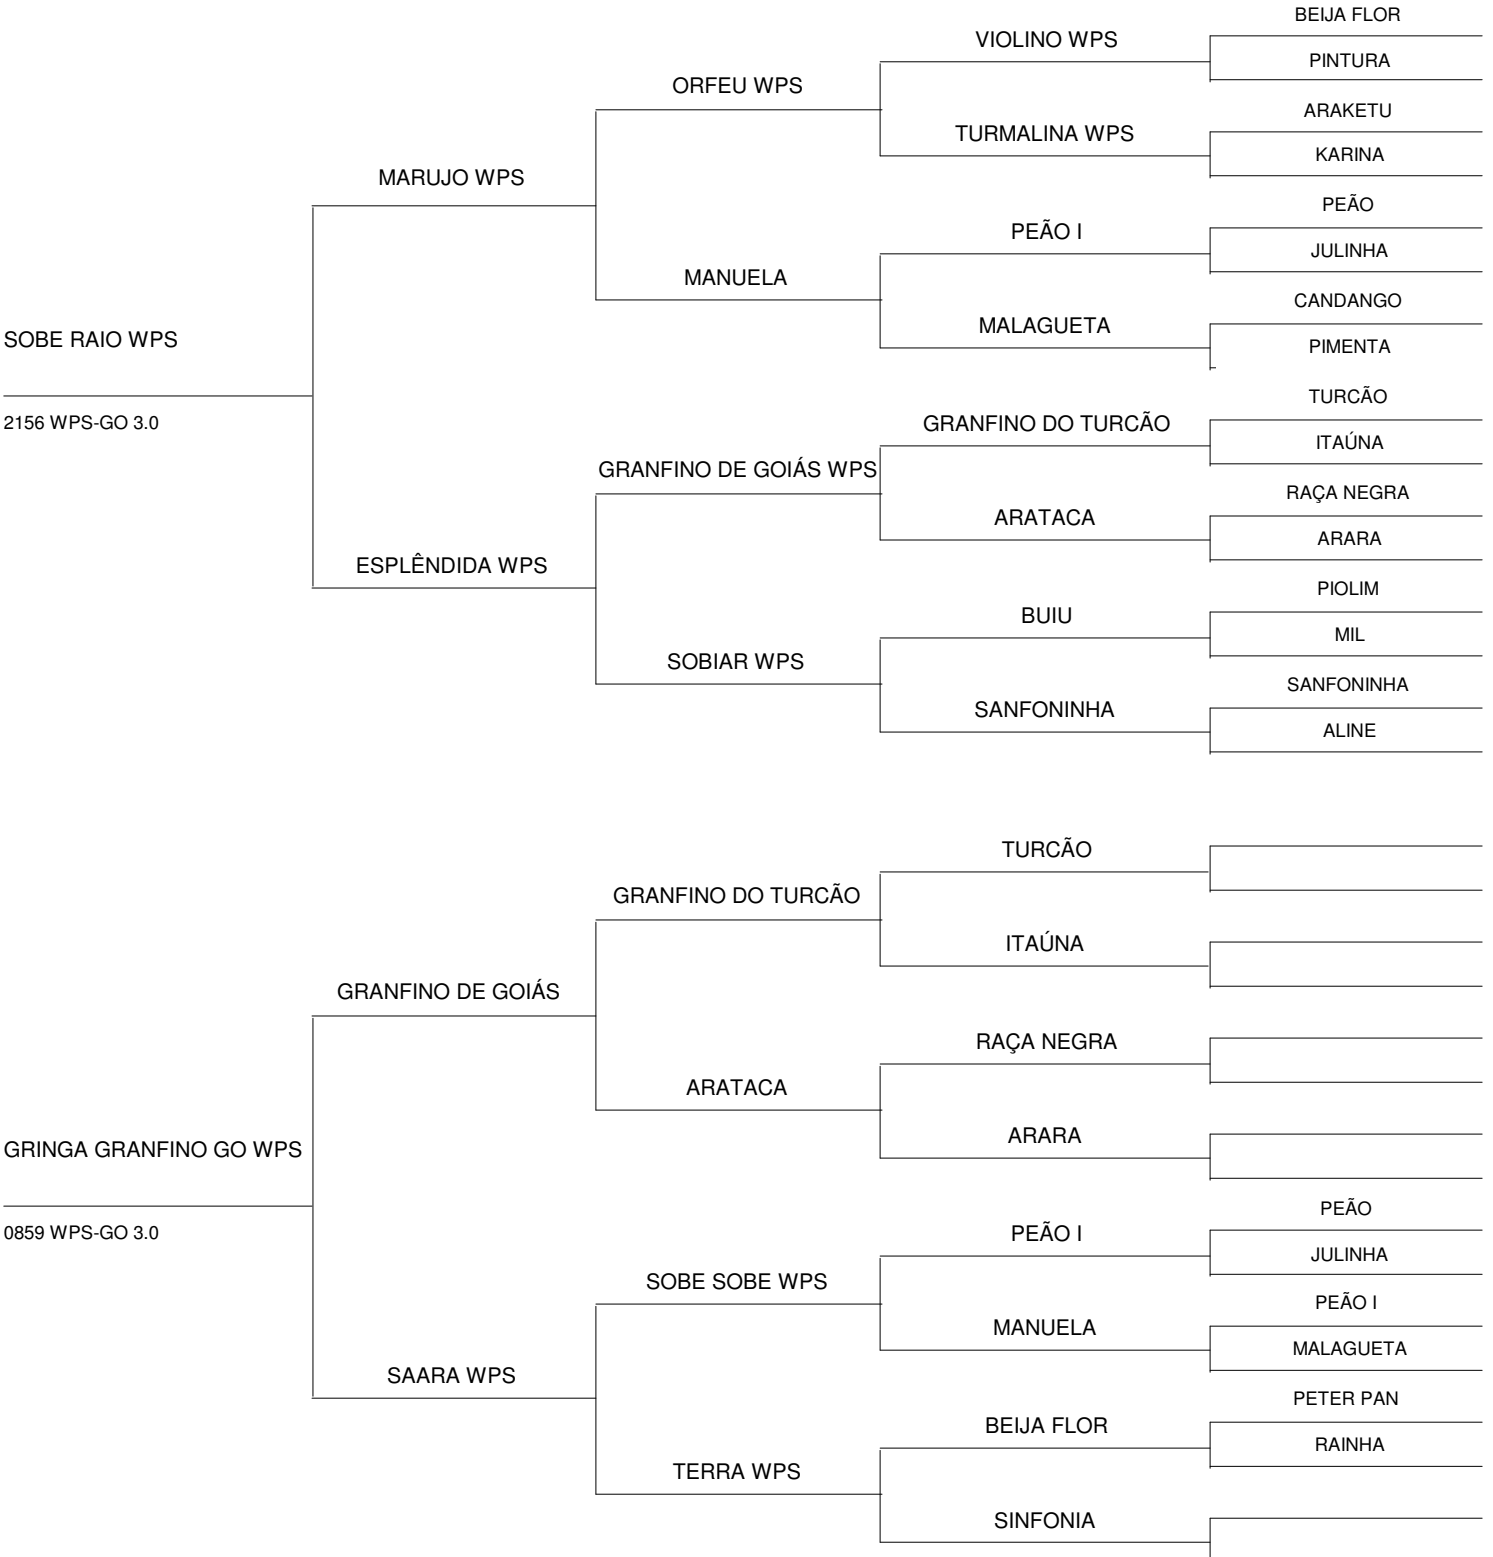 BEIJA FLOR
VIOLINO WPS
PINTURA
ORFEU WPS
ARAKETU
TURMALINA WPS
KARINA
MARUJO WPS
PEÃO
PEÃO I
JULINHA
MANUELA
CANDANGO
MALAGUETA
PIMENTA
SOBE RAIO WPS
2156 WPS-GO 3.0
TURCÃO
GRANFINO DO TURCÃO
ITAÚNA
GRANFINO DE GOIÁS WPS
RAÇA NEGRA
ARATACA
ARARA
ESPLÊNDIDA WPS
PIOLIM
BUIU
MIL
SOBIAR WPS
SANFONINHA
SANFONINHA
ALINE
TURCÃO
GRANFINO DO TURCÃO
ITAÚNA
GRANFINO DE GOIÁS
RAÇA NEGRA
ARATACA
ARARA
GRINGA GRANFINO GO WPS
0859 WPS-GO 3.0
PEÃO
PEÃO I
JULINHA
SOBE SOBE WPS
PEÃO I
MANUELA
MALAGUETA
SAARA WPS
PETER PAN
BEIJA FLOR
RAINHA
TERRA WPS
SINFONIA